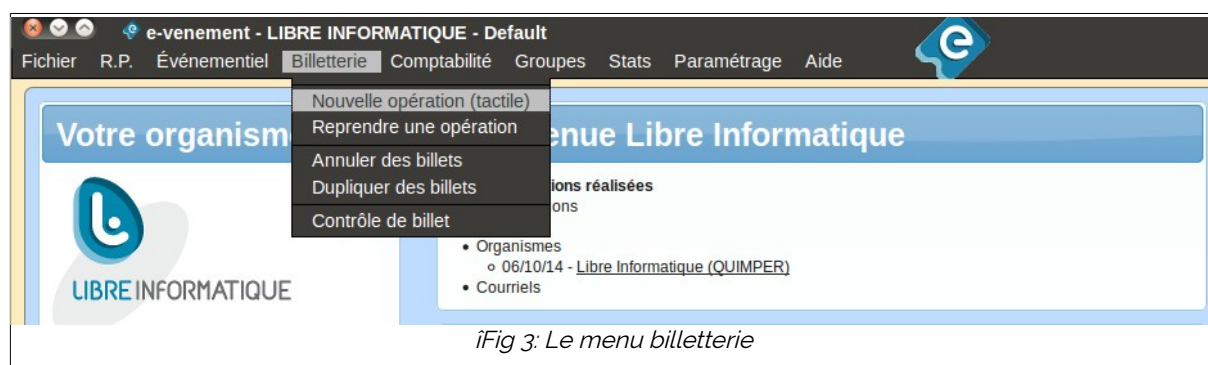 e-venement - LIBRE INFORMATIQUE - Default
Fichier R.P. Événementiel Billetterie Comptabilité Groupes Stats Paramétrage Aide
Nouvelle opération (tactile)
Reprendre une opération
Annuler des billets
Dupliquer des billets
Contrôle de billet
Votre organism
enue Libre Informatique
LIBRE INFORMATIQUE
ions réalisées
ons
• Organismes
o 06/10/14 - Libre Informatique (QUIMPER)
• Courriels
îFig 3: Le menu billetterie